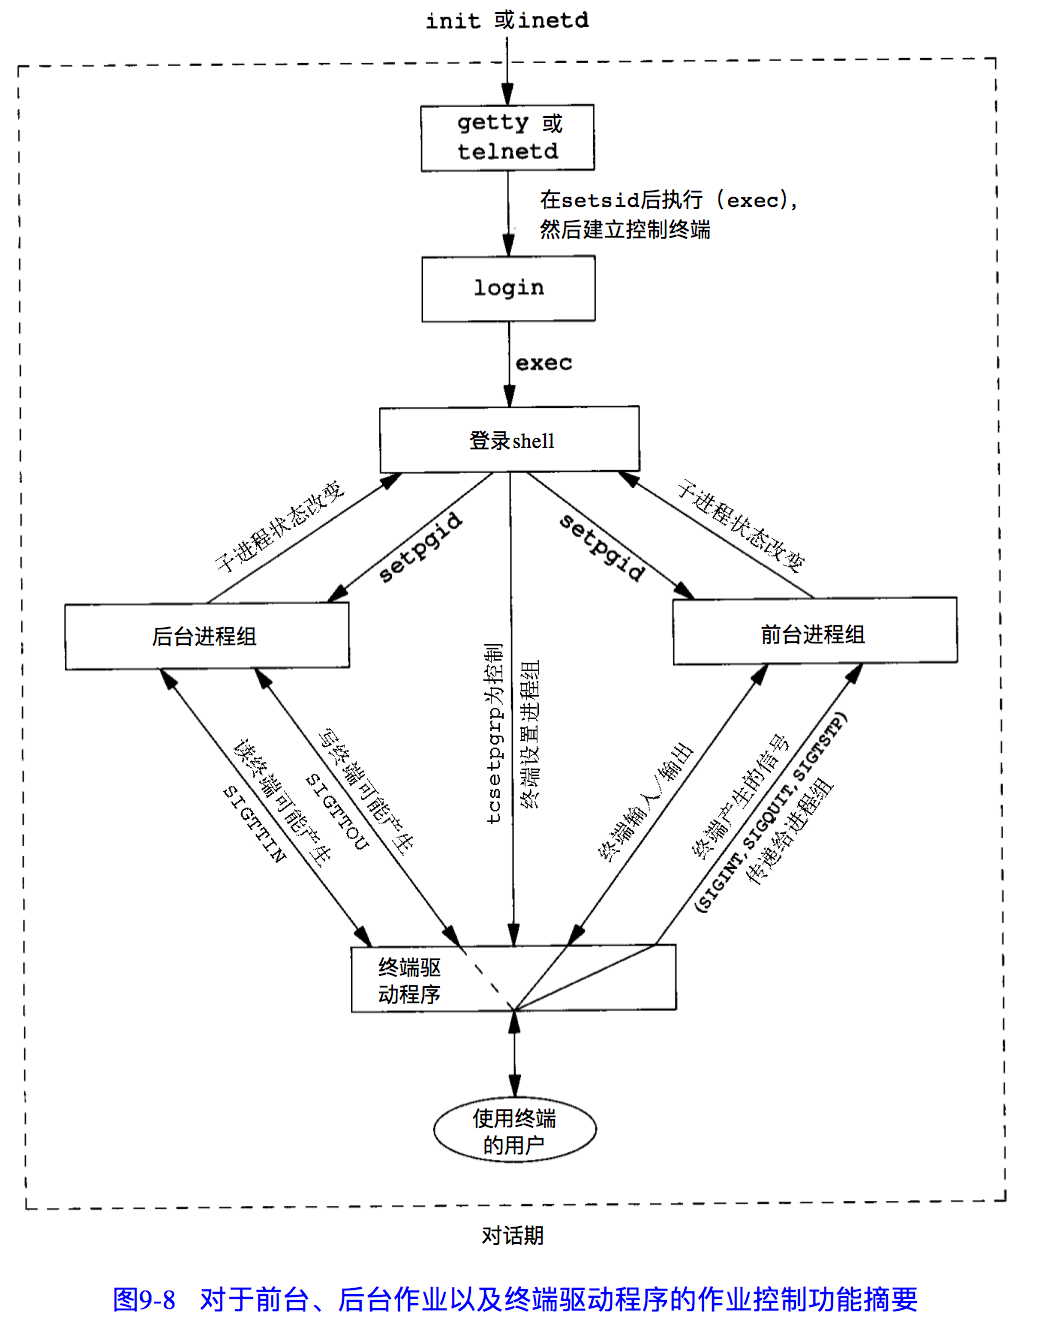 init 或inetd
getty 或
telnetd
在setsid后执行（exec），
然后建立控制终端
login
exec
登录shell
子进程状态改变
setpgid
setpgid
子进程状态改变
后台进程组
前台进程组
读终端可能产生
SIGTTIN
写终端可能产生
SIGTTOU
tcsetpgrp为控制
终端设置进程组
终端输入/输出
终端产生的信号
(SIGINT,SIGQUIT,SIGTSTP)
传递给进程组
终端驱
动程序
使用终端
的用户
对话期
图9-8 对于前台、后台作业以及终端驱动程序的作业控制功能摘要